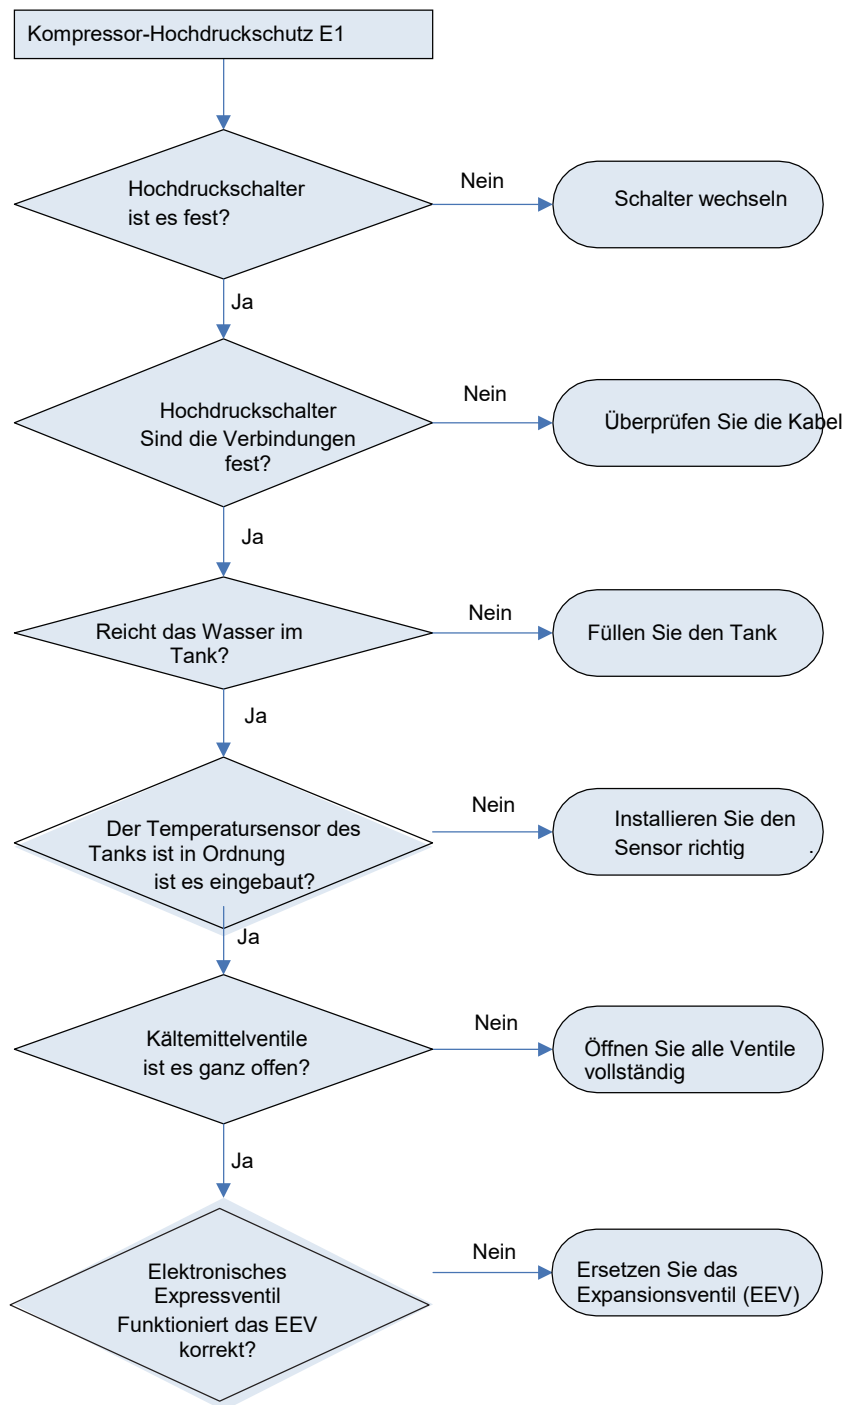 Kompressor-Hochdruckschutz E1
Hochdruckschalter
ist es fest?
Nein
Schalter wechseln
Ja
Hochdruckschalter
Sind die Verbindungen
fest?
Nein
Überprüfen Sie die Kabel
Ja
Reicht das Wasser im
Tank?
Nein
Füllen Sie den Tank
Ja
Der Temperatursensor des
Tanks ist in Ordnung
ist es eingebaut?
Nein
Installieren Sie den
Sensor richtig .
Ja
Kältemittelventile
ist es ganz offen?
Nein
Öffnen Sie alle Ventile
vollständig
Ja
Elektronisches
Expressventil
Funktioniert das EEV
korrekt?
Nein
Ersetzen Sie das
Expansionsventil (EEV)